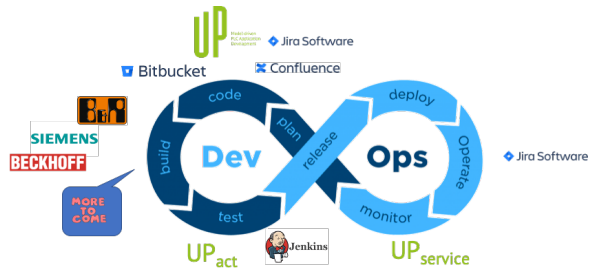 UP
Jira Software
Confluence
Bitbucket
code
plan
build
Dev
test
release
deploy
Ops
Operate
monitor
B&R
SIEMENS
BECKHOFF
MORE
TO
COME
Jira Software
UPact
Jenkins
UPservice